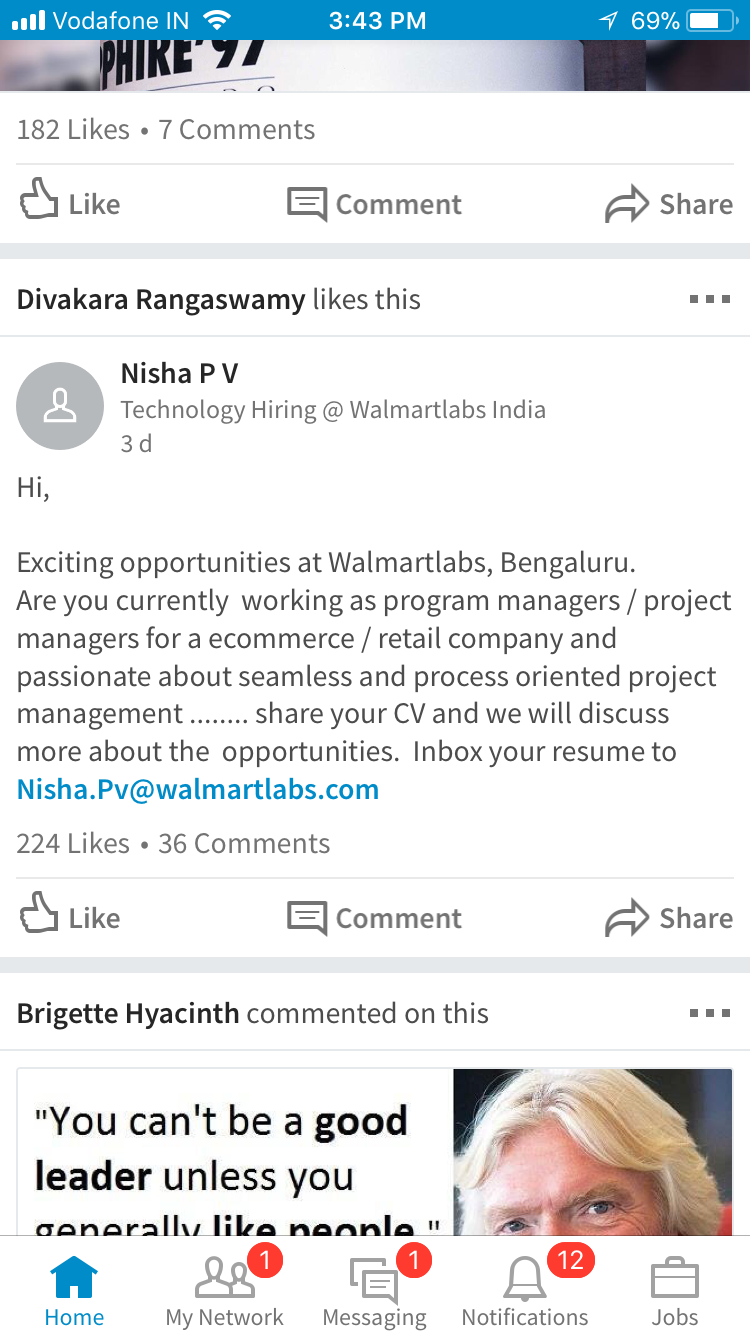 Vodafone IN 3:43 PM 69%
PHIRE'97
182 Likes • 7 Comments
Like Comment Share
Divakara Rangaswamy likes this
Nisha P V
Technology Hiring @ Walmartlabs India
3 d
Hi,
Exciting opportunities at Walmartlabs, Bengaluru.
Are you currently  working as program managers / project
managers for a ecommerce / retail company and
passionate about seamless and process oriented project
management ........ share your CV and we will discuss
more about the  opportunities.  Inbox your resume to
Nisha.Pv@walmartlabs.com
224 Likes • 36 Comments
Like Comment Share
Brigette Hyacinth commented on this
"You can't be a good
leader unless you
generally like people."
1 1 12
Home My Network Messaging Notifications Jobs